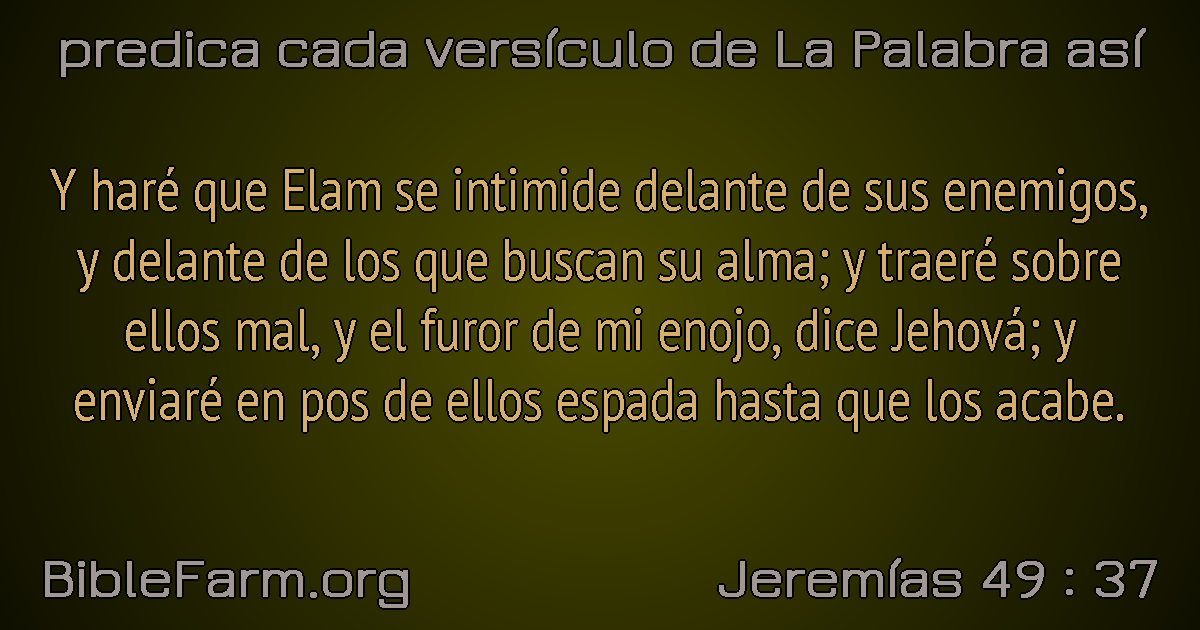 predica cada versículo de La Palabra así
Y haré que Elam se intimide delante de sus enemigos,
y delante de los que buscan su alma; y traeré sobre
ellos mal, y el furor de mi enojo, dice Jehová; y
enviaré en pos de ellos espada hasta que los acabe.
BibleFarm.org
Jeremías 49 : 37